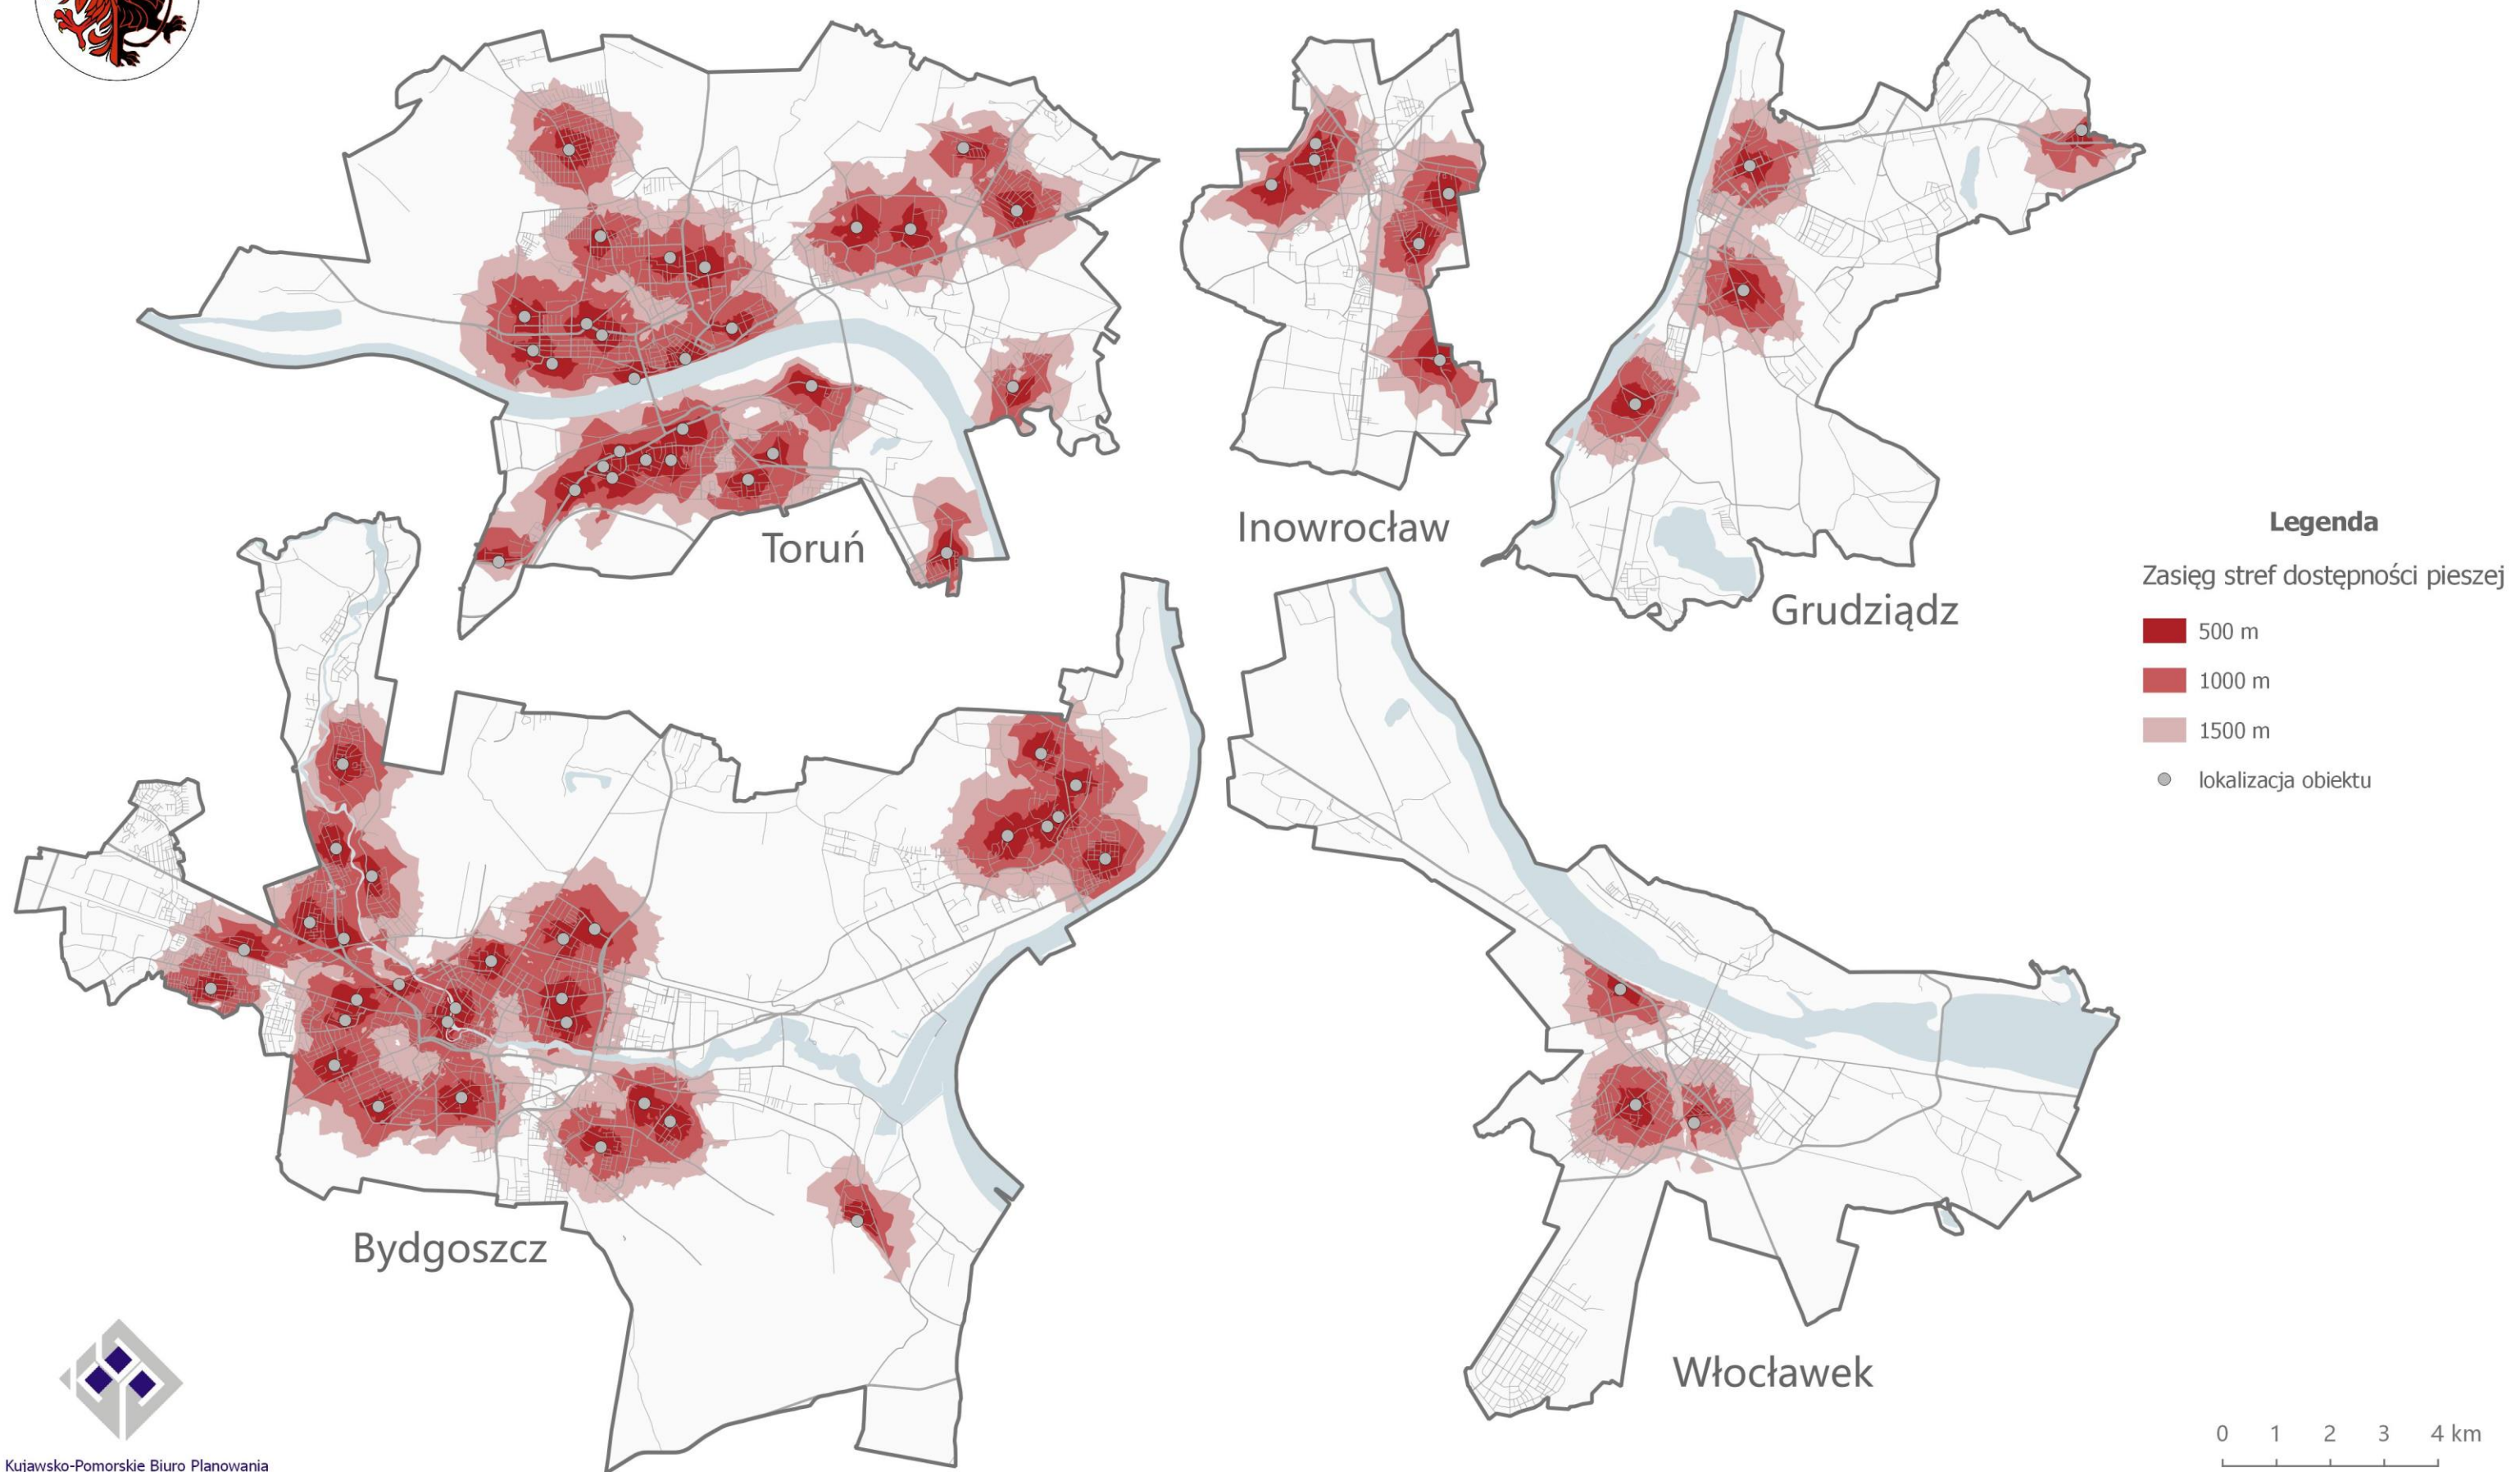 Toruń
Inowrocław
Grudziądz
Bydgoszcz
Włocławek
Legenda
Zasięg stref dostępności pieszej
500 m
1000 m
1500 m
lokalizacja obiektu
0 1 2 3 4 km
Kujawsko-Pomorskie Biuro Planowania